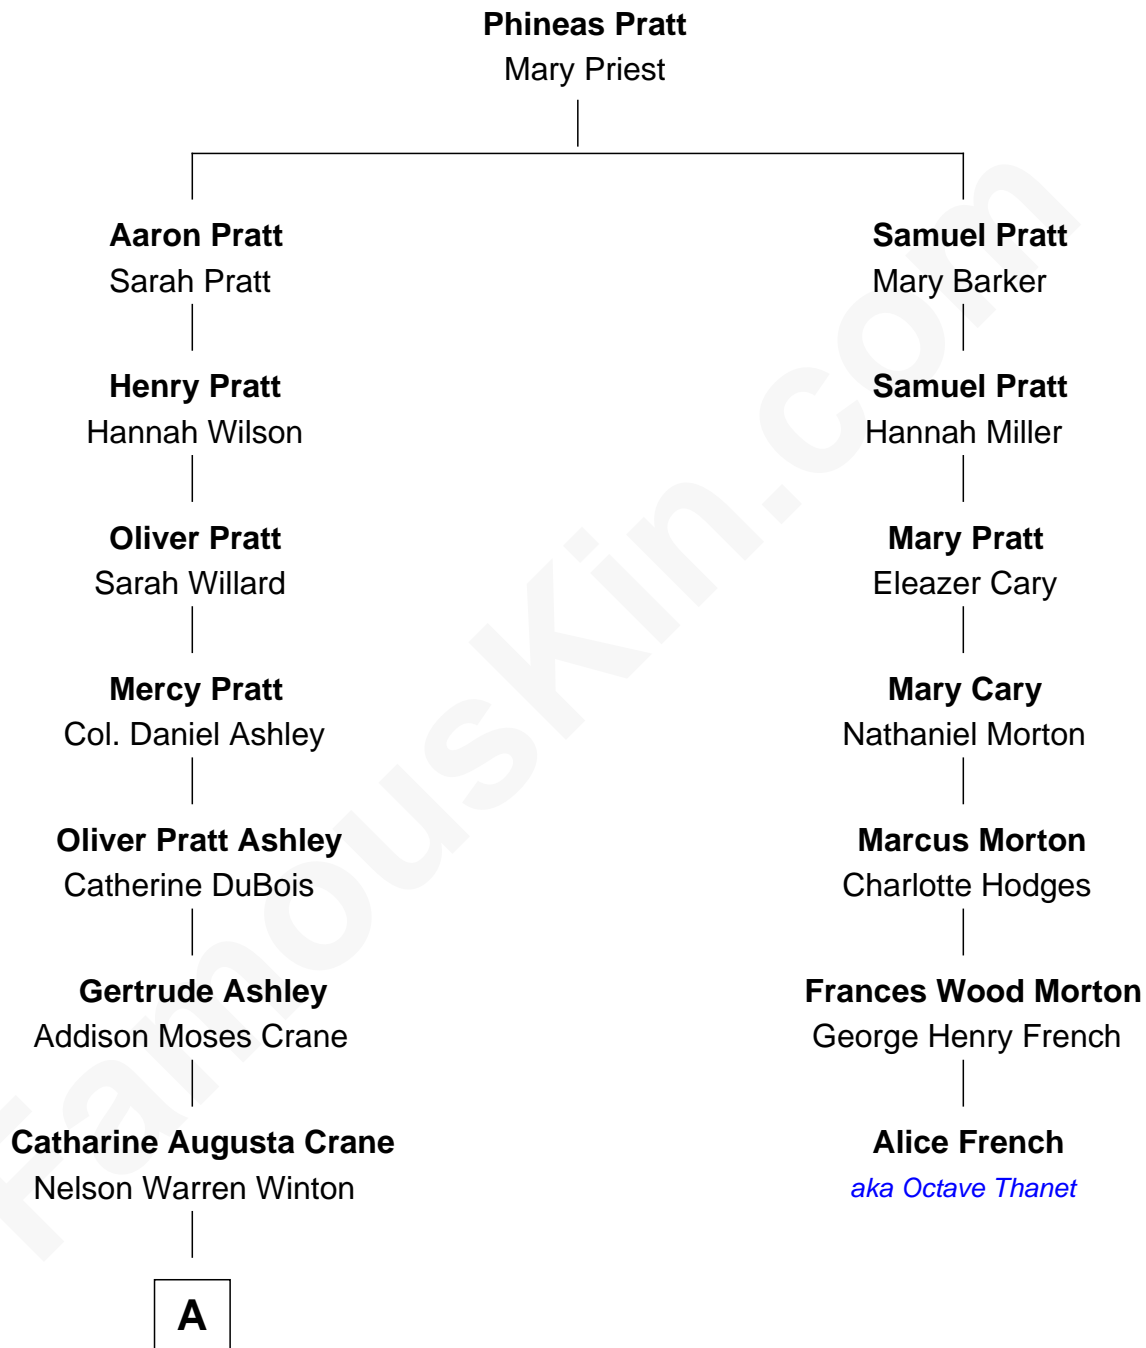 Phineas Pratt
Mary Priest
Aaron Pratt
Sarah Pratt
Henry Pratt
Hannah Wilson
Oliver Pratt
Sarah Willard
Mercy Pratt
Col. Daniel Ashley
Oliver Pratt Ashley
Catherine DuBois
Gertrude Ashley
Addison Moses Crane
Catharine Augusta Crane
Nelson Warren Winton
A
Samuel Pratt
Mary Barker
Samuel Pratt
Hannah Miller
Mary Pratt
Eleazer Cary
Mary Cary
Nathaniel Morton
Marcus Morton
Charlotte Hodges
Frances Wood Morton
George Henry French
Alice French
aka Octave Thanet
FamousKin.com